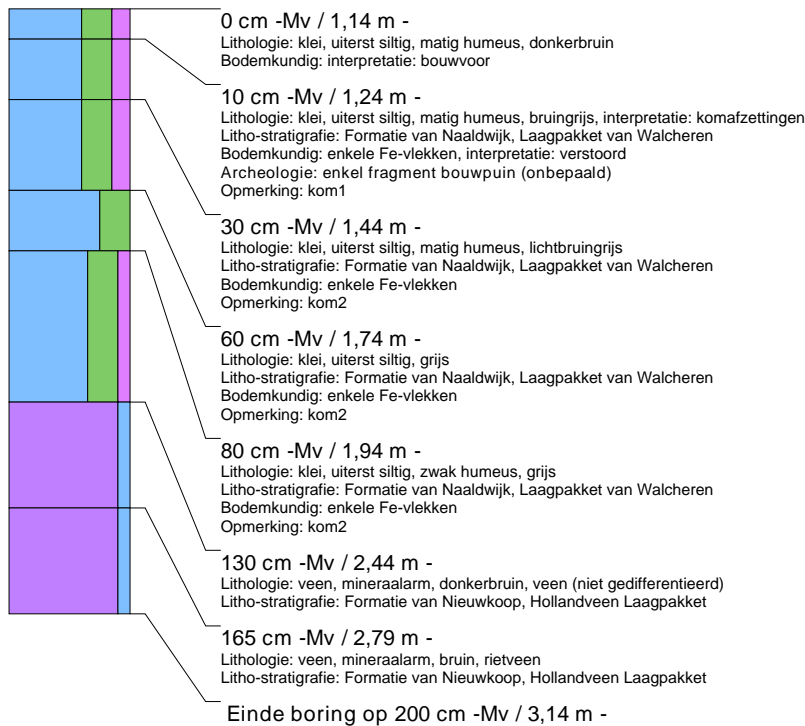 0 cm -Mv / 1,14 m -
Lithologie: klei, uiterst siltig, matig humeus, donkerbruin
Bodemkundig: interpretatie: bouwvoor
10 cm -Mv / 1,24 m -
Lithologie: klei, uiterst siltig, matig humeus, bruingrijs, interpretatie: komafzettingen
Litho-stratigrafie: Formatie van Naaldwijk, Laagpakket van Walcheren
Bodemkundig: enkele Fe-vlekken, interpretatie: verstoord
Archeologie: enkel fragment bouwpuin (onbepaald)
Opmerking: kom1
30 cm -Mv / 1,44 m -
Lithologie: klei, uiterst siltig, matig humeus, lichtbruingrijs
Litho-stratigrafie: Formatie van Naaldwijk, Laagpakket van Walcheren
Bodemkundig: enkele Fe-vlekken
Opmerking: kom2
60 cm -Mv / 1,74 m -
Lithologie: klei, uiterst siltig, grijs
Litho-stratigrafie: Formatie van Naaldwijk, Laagpakket van Walcheren
Bodemkundig: enkele Fe-vlekken
Opmerking: kom2
80 cm -Mv / 1,94 m -
Lithologie: klei, uiterst siltig, zwak humeus, grijs
Litho-stratigrafie: Formatie van Naaldwijk, Laagpakket van Walcheren
Bodemkundig: enkele Fe-vlekken
Opmerking: kom2
130 cm -Mv / 2,44 m -
Lithologie: veen, mineraalarm, donkerbruin, veen (niet gedifferentieerd)
Litho-stratigrafie: Formatie van Nieuwkoop, Hollandveen Laagpakket
165 cm -Mv / 2,79 m -
Lithologie: veen, mineraalarm, bruin, rietveen
Litho-stratigrafie: Formatie van Nieuwkoop, Hollandveen Laagpakket
Einde boring op 200 cm -Mv / 3,14 m -